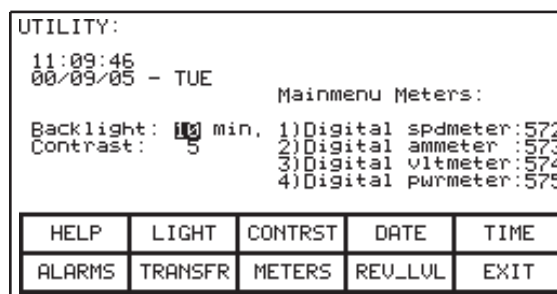 UTILITY:
11:09:46
00/09/05 - TUE
Mainmenu Meters:
Backlight: 10 min. 1)Digital spdmeter:572
Contrast: 5 2)Digital ammeter :573
3)Digital vltmeter:574
4)Digital pwrmeter:575
HELP LIGHT CONTRST DATE TIME
ALARMS TRANSFR METERS REV_LVL EXIT